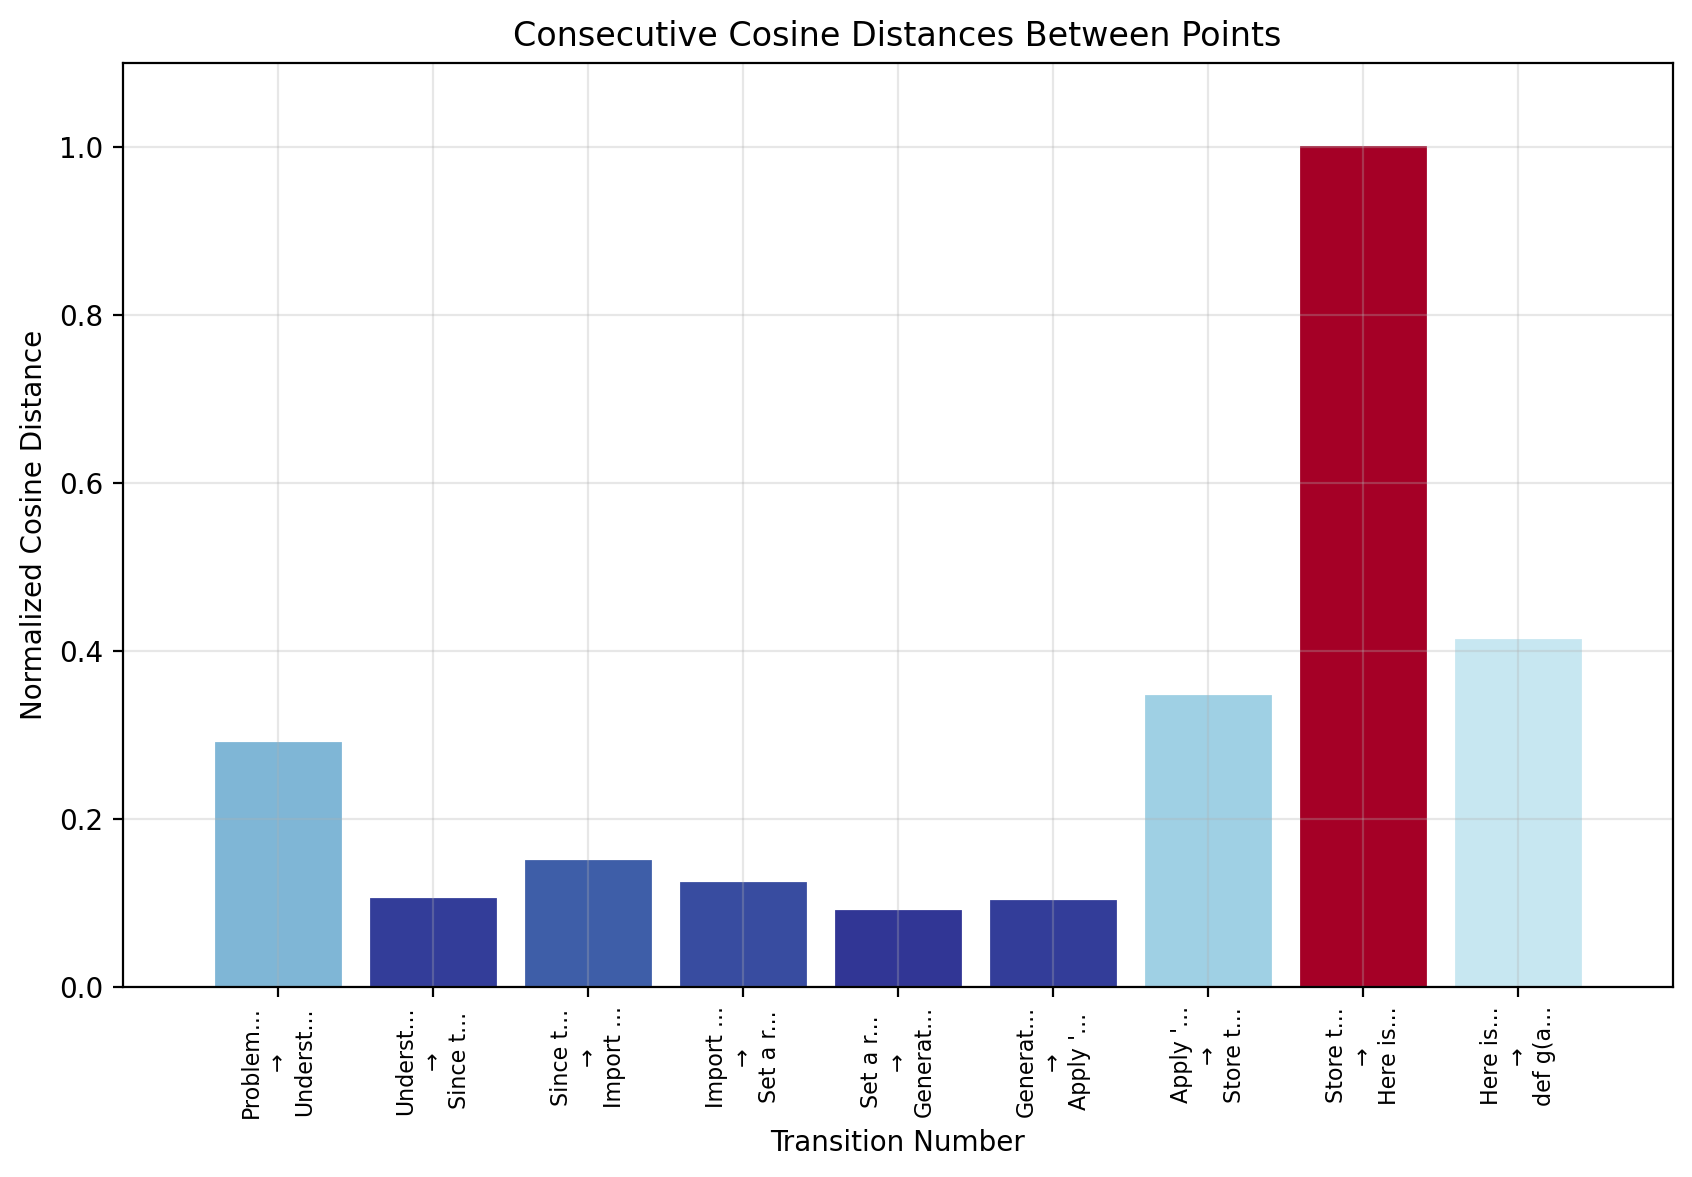 Consecutive Cosine Distances Between Points
Normalized Cosine Distance
1.0
0.8
0.6
0.4
0.2
0.0
Problem...
→
Underst...
Underst...
→
Since t...
Since t...
→
Import ...
Import ...
→
Set a r...
Set a r...
→
Generat...
Generat...
→
Apply '...
Apply '...
→
Store t...
Store t...
→
Here is...
Here is...
→
def g(a...
Transition Number